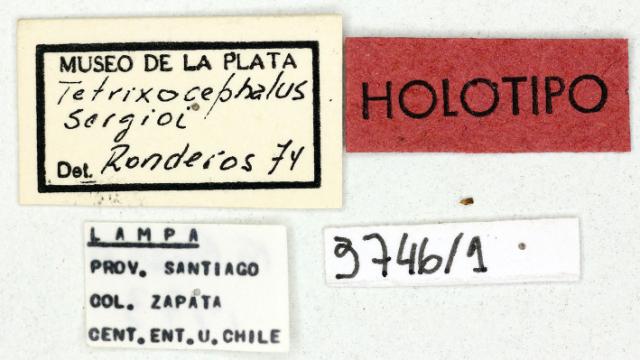 MUSEO DE LA PLATA
Tetrixocephalus
sergioi
Det. Ronderos 74
HOLOTIPO
LAMPA
PROV. SANTIAGO
COL. ZAPATA
CENT. ENT. U. CHILE
3746/1